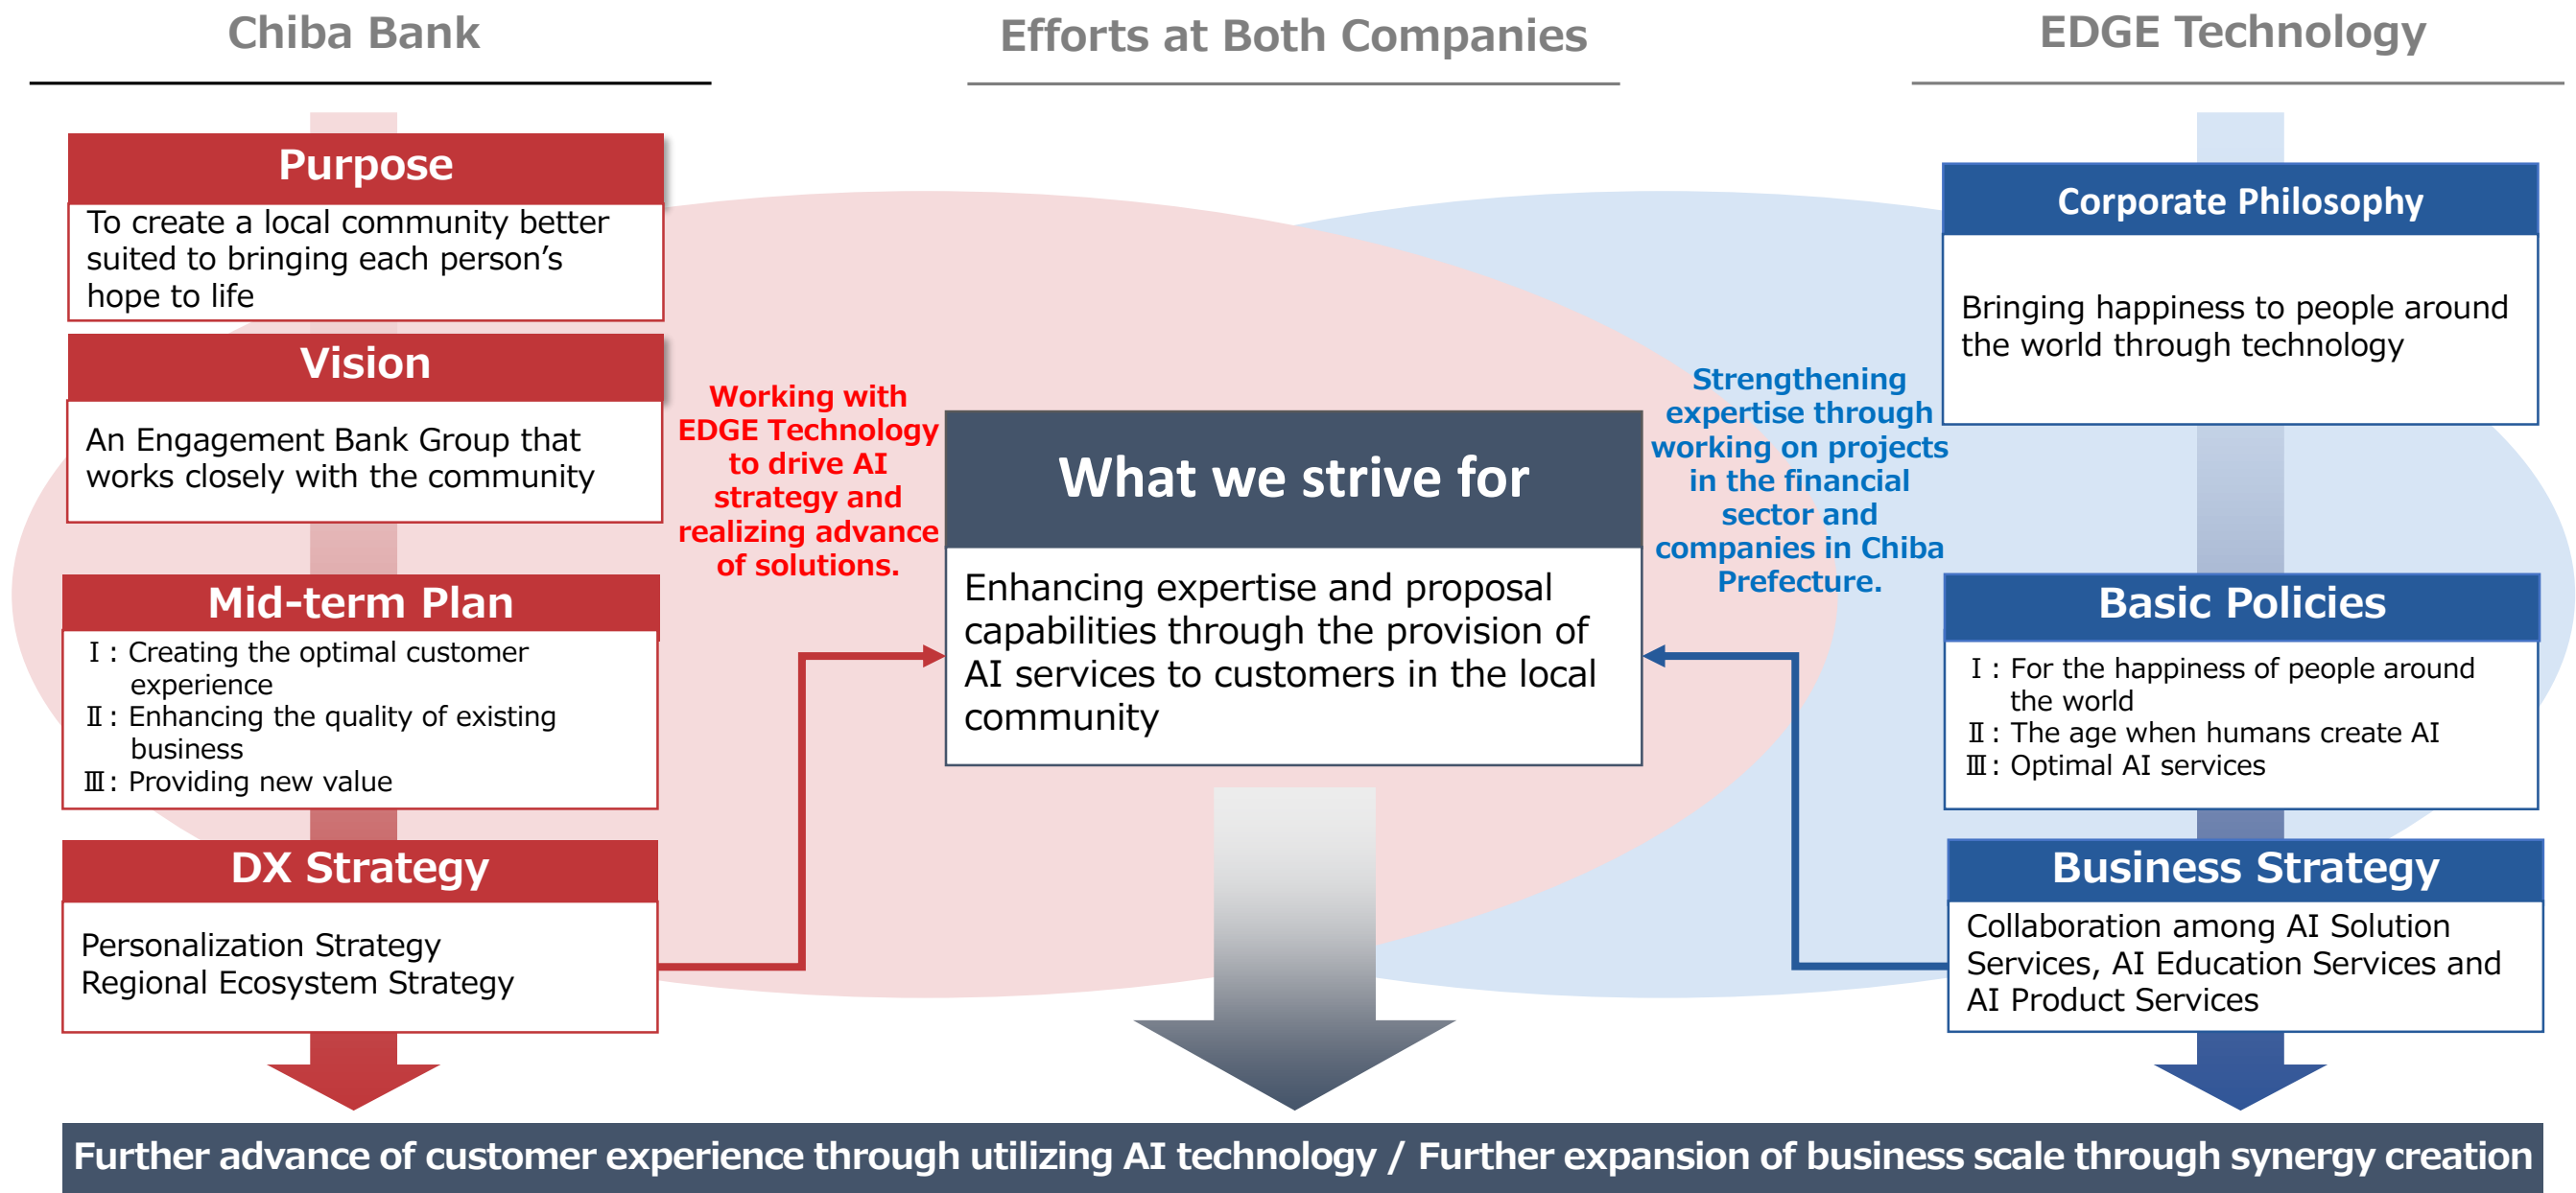 Chiba Bank
Efforts at Both Companies
EDGE Technology
Purpose
To create a local community better
suited to bringing each person’s
hope to life
Vision
An Engagement Bank Group that
works closely with the community
Mid-term Plan
Ⅰ : Creating the optimal customer
experience
Ⅱ : Enhancing the quality of existing
business
Ⅲ : Providing new value
DX Strategy
Personalization Strategy
Regional Ecosystem Strategy
Working with
EDGE Technology
to drive AI
strategy and
realizing advance
of solutions.
What we strive for
Enhancing expertise and proposal
capabilities through the provision of
AI services to customers in the local
community
Strengthening
expertise through
working on projects
in the financial
sector and
companies in Chiba
Prefecture.
Corporate Philosophy
Bringing happiness to people around
the world through technology
Basic Policies
Ⅰ : For the happiness of people around
the world
Ⅱ : The age when humans create AI
Ⅲ : Optimal AI services
Business Strategy
Collaboration among AI Solution
Services, AI Education Services and
AI Product Services
Further advance of customer experience through utilizing AI technology / Further expansion of business scale through synergy creation